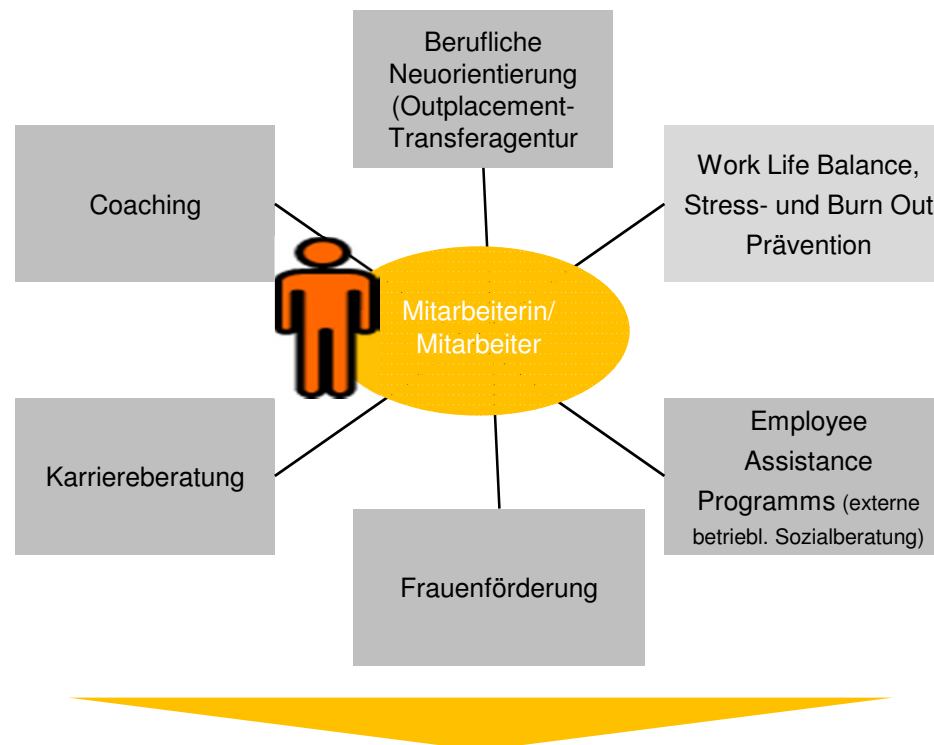 Berufliche
Neuorientierung
(Outplacement-
Transferagentur
Coaching
Work Life Balance,
Stress- und Burn Out
Prävention
Mitarbeiterin/
Mitarbeiter
Karriereberatung
Employee
Assistance
Programms (externe
betriebl. Sozialberatung)
Frauenförderung